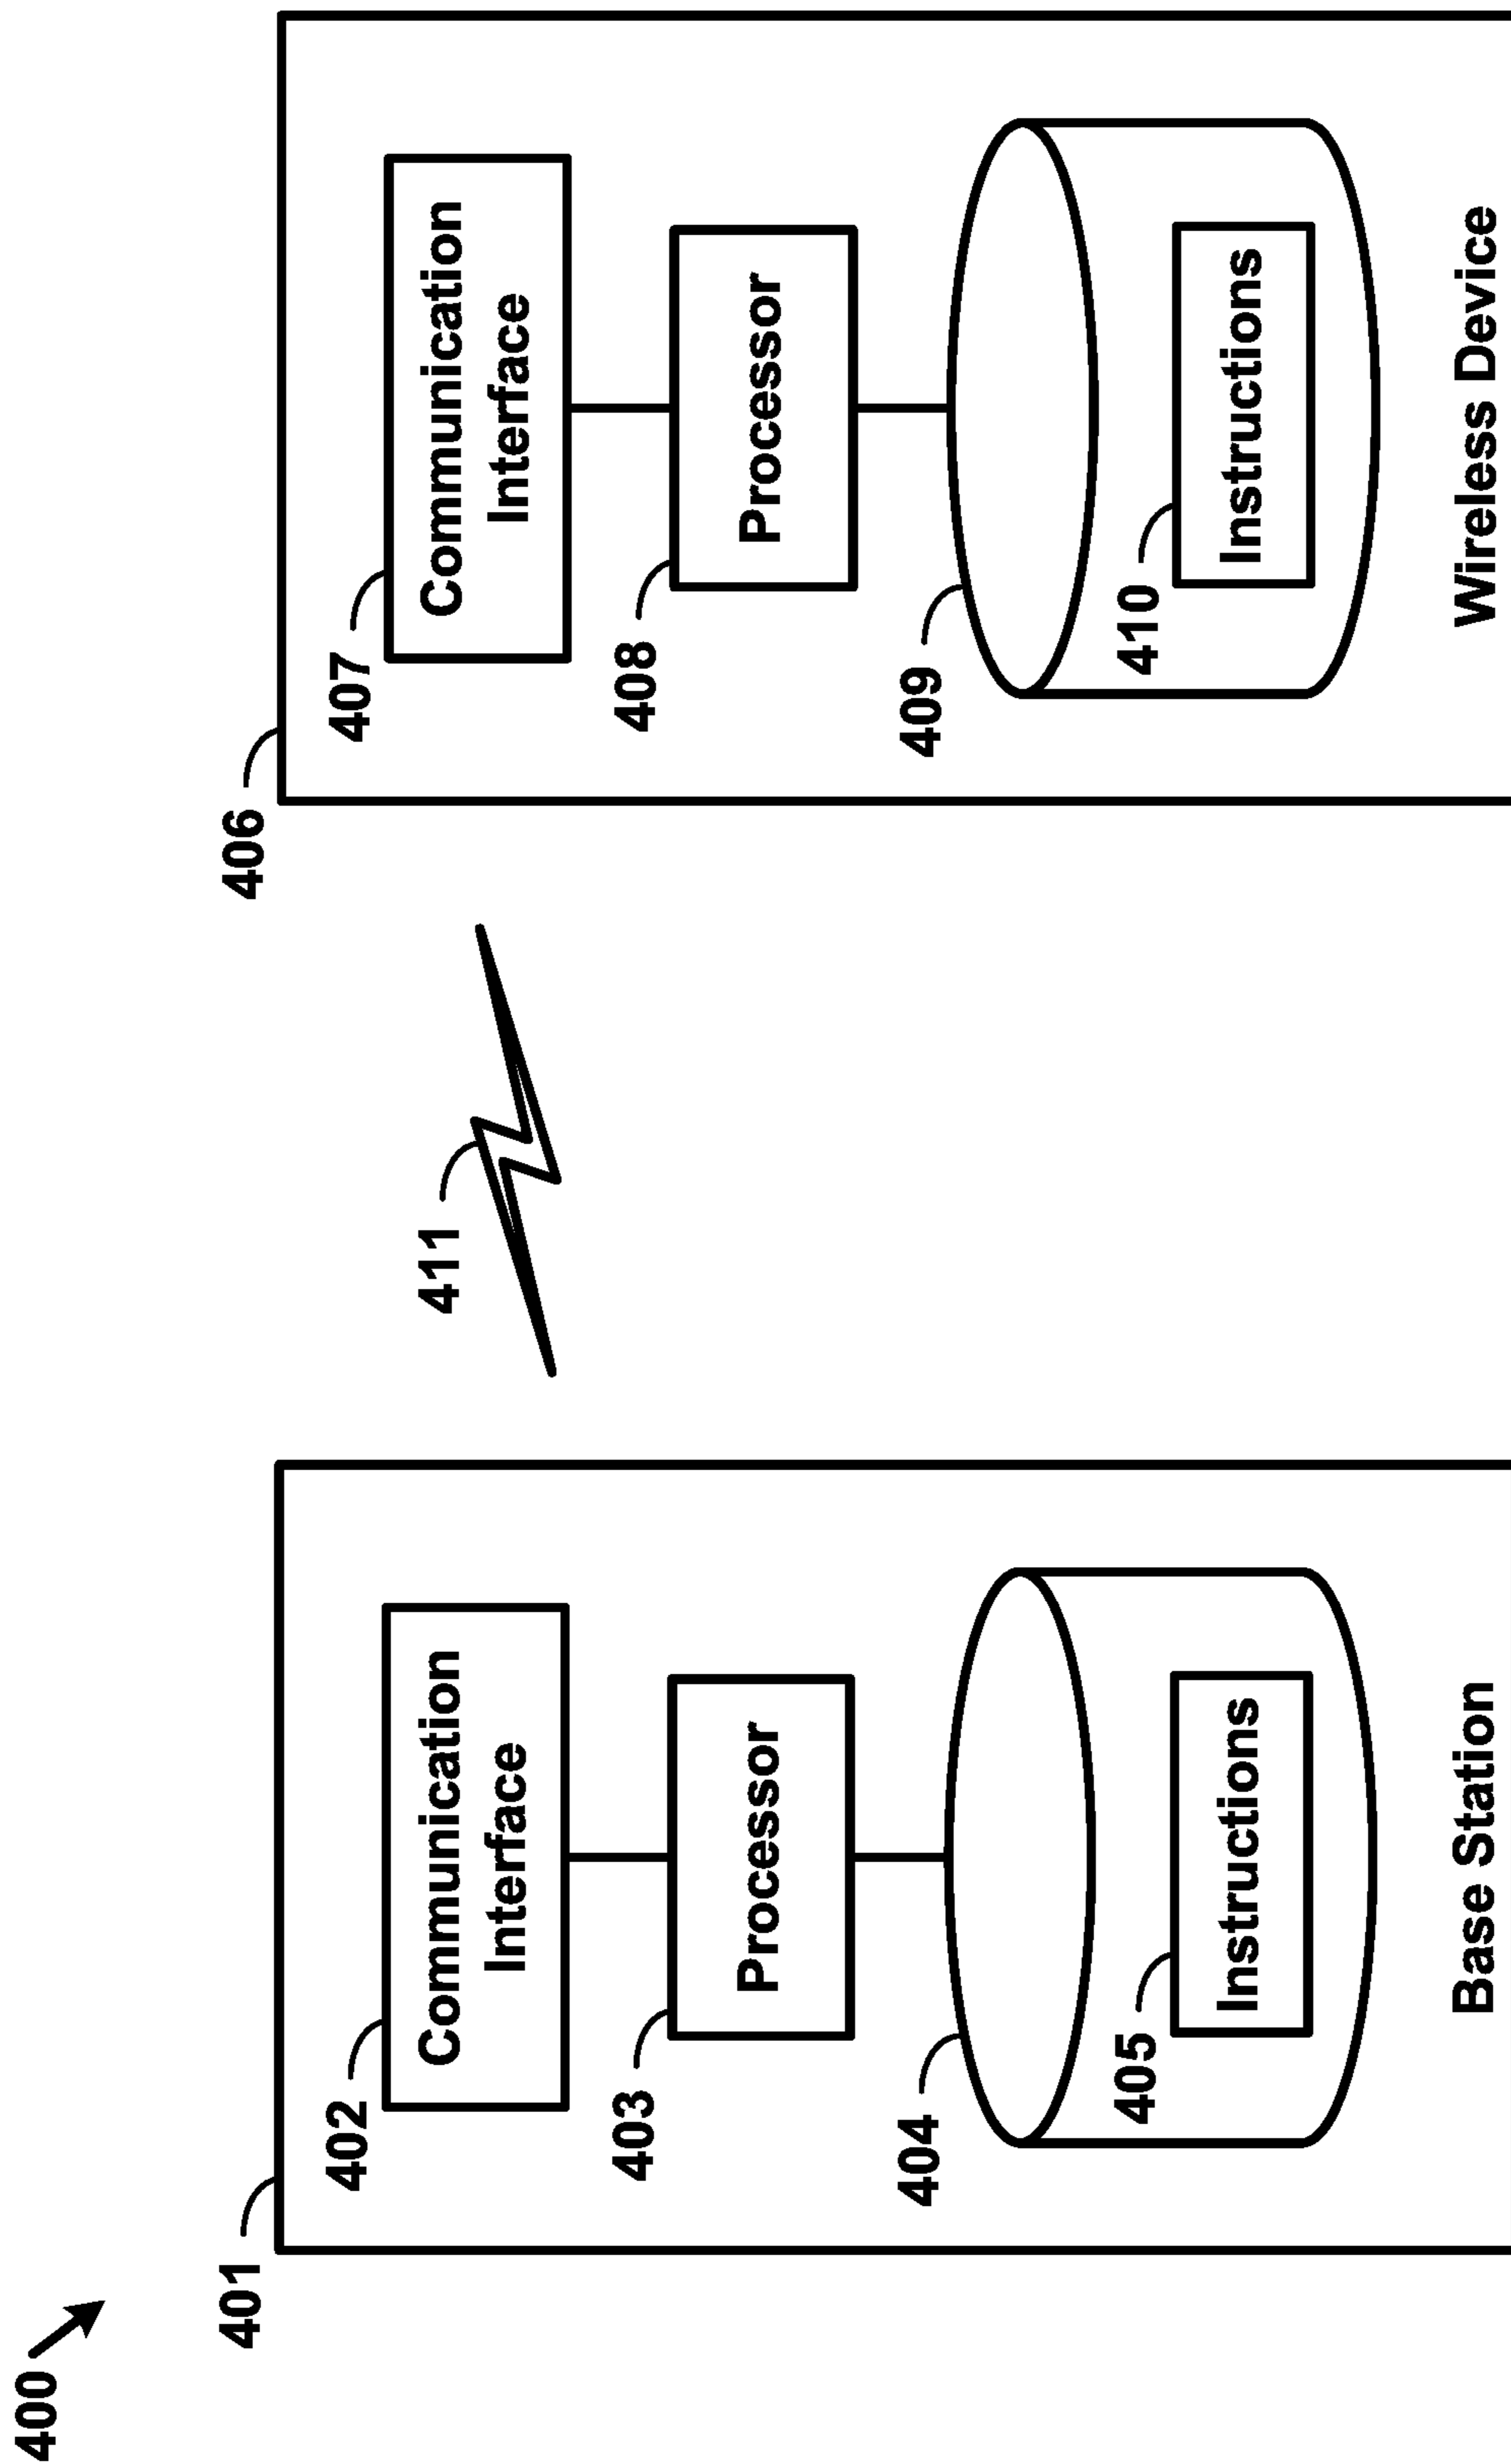 400
401
402
Communication
Interface
403
Processor
404
405
Instructions
Base Station
411
406
407
Communication
Interface
408
Processor
409
410
Instructions
Wireless Device